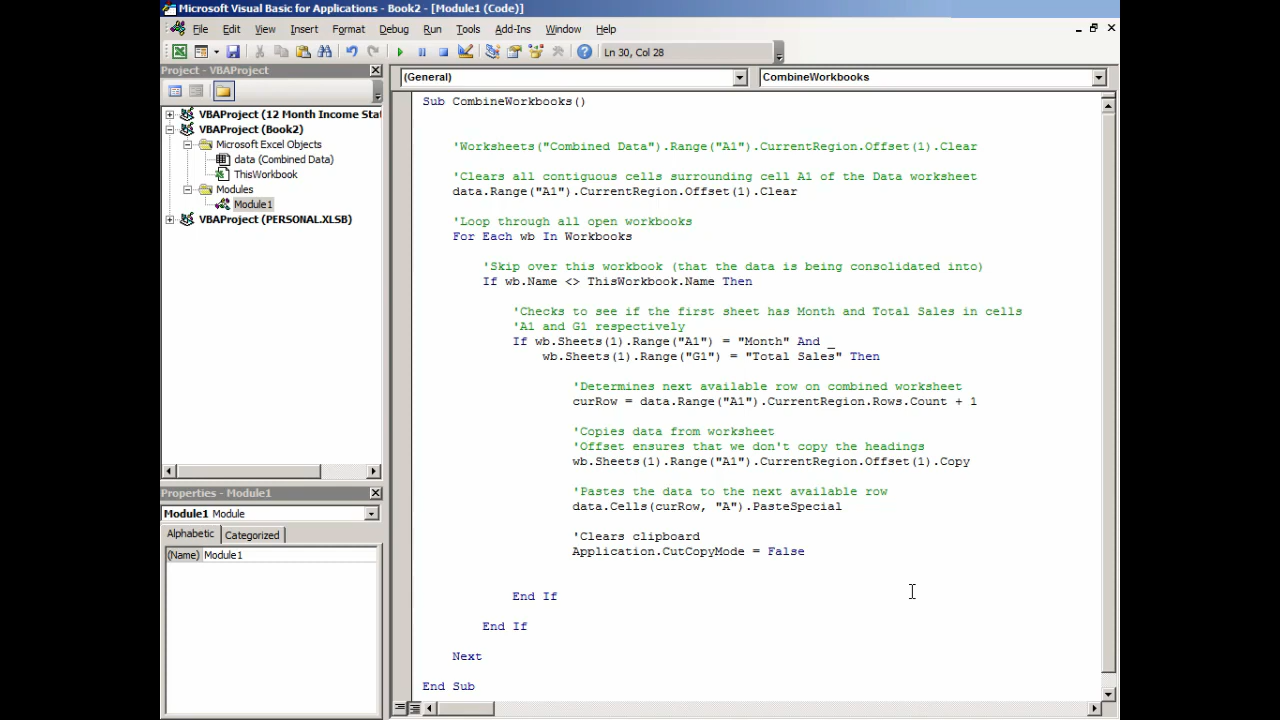 Microsoft Visual Basic for Applications - Book2 - [Module1 (Code)]
File Edit View Insert Format Debug Run Tools Add-Ins Window Help
Ln 30, Col 28
Project - VBAProject
(General)
CombineWorkbooks
VBAProject (12 Month Income Stat
VBAProject (Book2)
Microsoft Excel Objects
data (Combined Data)
ThisWorkbook
Modules
Module1
VBAProject (PERSONAL.XLSB)
Properties - Module1
Module1 Module
Alphabetic Categorized
(Name) Module1
Sub CombineWorkbooks()
'Worksheets("Combined Data").Range("A1").CurrentRegion.Offset(1).Clear
'Clears all contiguous cells surrounding cell A1 of the Data worksheet
data.Range("A1").CurrentRegion.Offset(1).Clear
'Loop through all open workbooks
For Each wb In Workbooks
'Skip over this workbook (that the data is being consolidated into)
If wb.Name <> ThisWorkbook.Name Then
'Checks to see if the first sheet has Month and Total Sales in cells
'A1 and G1 respectively
If wb.Sheets(1).Range("A1") = "Month" And _
wb.Sheets(1).Range("G1") = "Total Sales" Then
'Determines next available row on combined worksheet
curRow = data.Range("A1").CurrentRegion.Rows.Count + 1
'Copies data from worksheet
'Offset ensures that we don't copy the headings
wb.Sheets(1).Range("A1").CurrentRegion.Offset(1).Copy
'Pastes the data to the next available row
data.Cells(curRow, "A").PasteSpecial
'Clears clipboard
Application.CutCopyMode = False
End If
End If
Next
End Sub